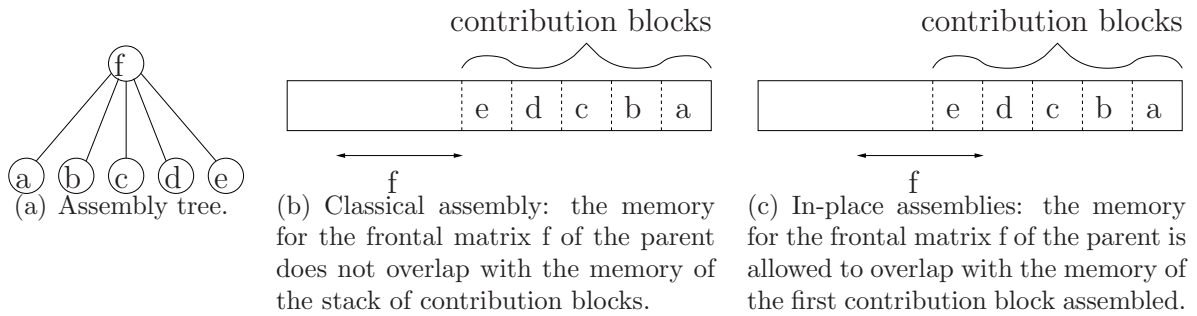 f
a b c d e
(a) Assembly tree.
contribution blocks
e d c b a
f
(b) Classical assembly: the memory
for the frontal matrix f of the parent
does not overlap with the memory of
the stack of contribution blocks.
contribution blocks
e d c b a
f
(c) In-place assemblies: the memory
for the frontal matrix f of the parent is
allowed to overlap with the memory of
the first contribution block assembled.